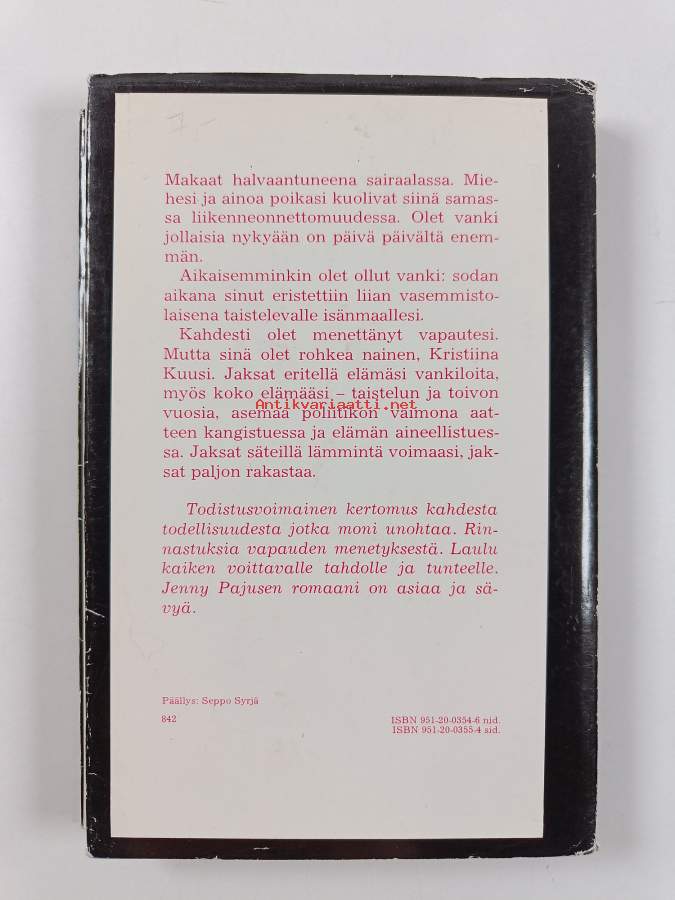 Makaat halvaantuneena sairaalassa. Mie-
hesi ja ainoa poikasi kuolivat siinä samas-
sa liikenneonnettomuudessa. Olet vanki
jollaisia nykyään on päivä päivältä enem-
män.
Aikaisemminkin olet ollut vanki: sodan
aikana sinut eristettiin liian vasemmisto-
laisena taistelevalle isänmaallesi.
Kahdesti olet menettänyt vapautesi.
Mutta sinä olet rohkea nainen, Kristiina
Kuusi. Jaksat eritellä elämäsi vankiloita,
myös koko elämääsi – taistelun ja toivon
vuosia, asemaa poliitikon vaimona aat-
Antikvariaatti.net
teen kangistuessa ja elämän aineellistues-
sa. Jaksat säteillä lämmintä voimaasi, jak-
sat paljon rakastaa.
Todistusvoimainen kertomus kahdesta
todellisuudesta jotka moni unohtaa. Rin-
nastuksia vapauden menetyksestä. Laulu
kaiken voittavalle tahdolle ja tunteelle.
Jenny Pajusen romaani on asiaa ja sä-
vyä.
Päällys: Seppo Syrjä
842
ISBN 951-20-0354-6 nid.
ISBN 951-20-0355-4 sid.